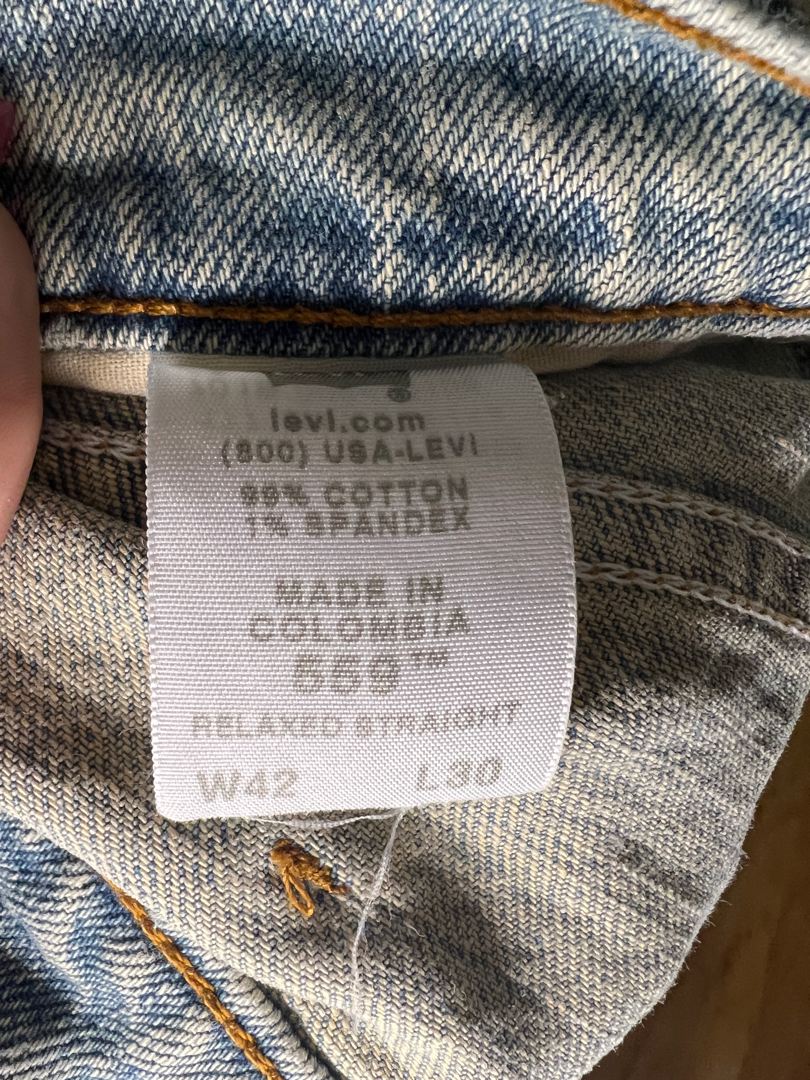 ®
levi.com
(800) USA-LEVI
99% COTTON
1% SPANDEX
MADE IN
COLOMBIA
559™
RELAXED STRAIGHT
W42 L30